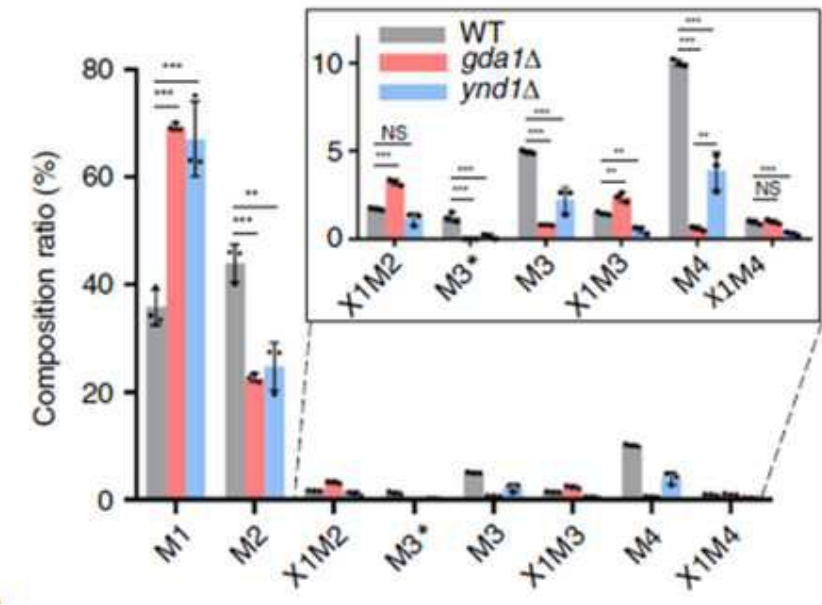 WT
gda1Δ
ynd1Δ
10
5
0
*** *** NS *** *** *** *** *** ** ** *** *** ** *** NS
X1M2 M3* M3 X1M3 M4 X1M4
Composition ratio (%)
80
60
40
20
0
*** *** ** ***
M1 M2 X1M2 M3* M3 X1M3 M4 X1M4